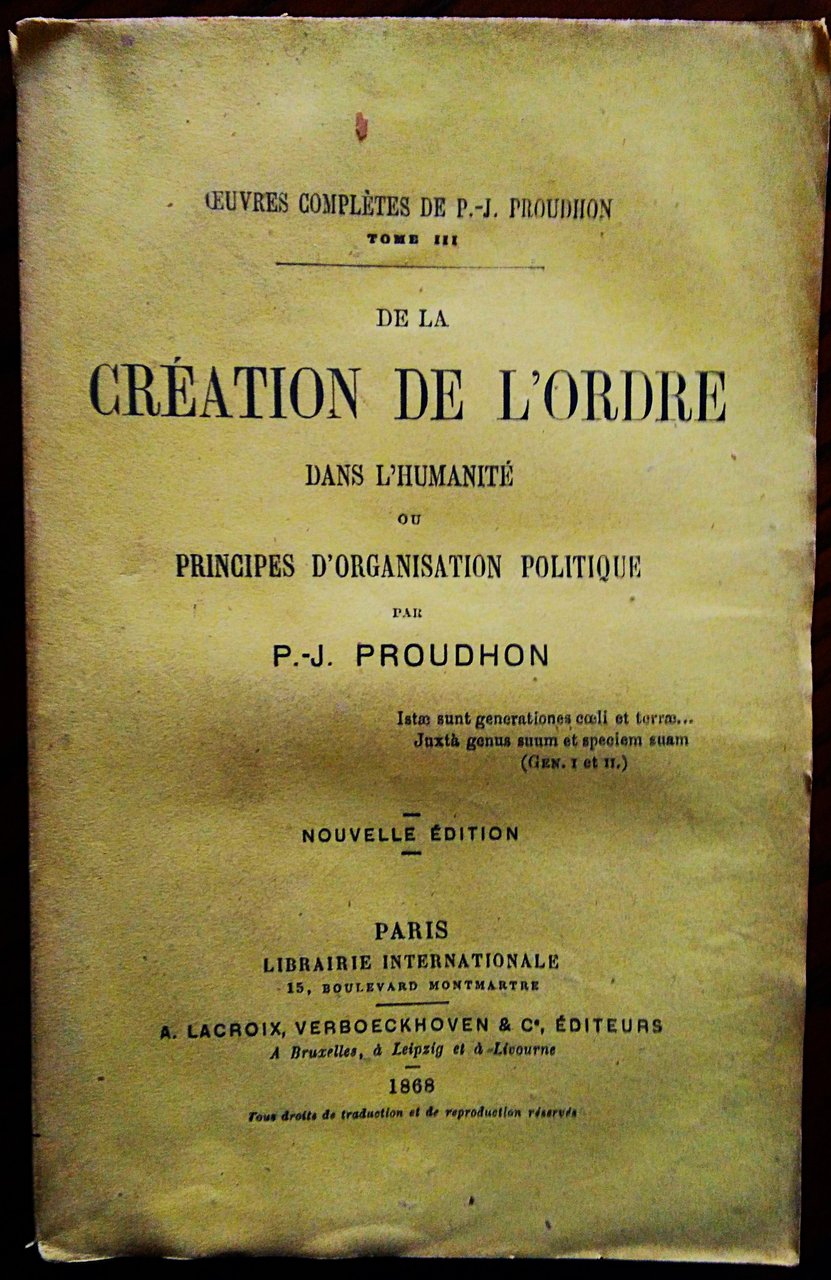 ŒUVRES COMPLÈTES DE P.-J. PROUDHON
TOME III
DE LA
CRÉATION DE L'ORDRE
DANS L'HUMANITÉ
OU
PRINCIPES D'ORGANISATION POLITIQUE
PAR
P.-J. PROUDHON
Istæ sunt generationes cœli et terræ...
Juxtà genus suum et speciem suam
(GEN. I et II.)
NOUVELLE ÉDITION
PARIS
LIBRAIRIE INTERNATIONALE
15, BOULEVARD MONTMARTRE
A. LACROIX, VERBOECKHOVEN & Ce, ÉDITEURS
A Bruxelles, à Leipzig et à Livourne
1868
Tous droits de traduction et de reproduction réservés